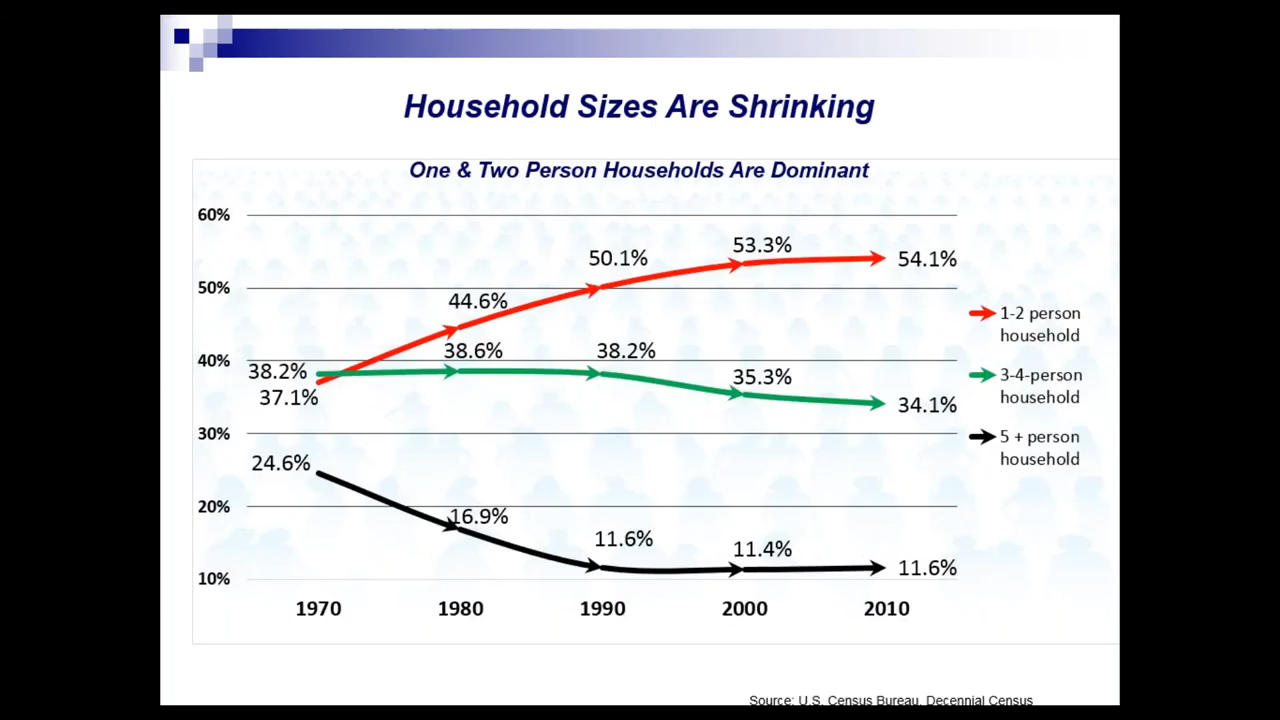 Household Sizes Are Shrinking
One & Two Person Households Are Dominant
60%
50%
40%
30%
20%
10%
38.2%
37.1%
24.6%
44.6%
38.6%
16.9%
50.1%
38.2%
11.6%
53.3%
35.3%
11.4%
54.1%
34.1%
11.6%
1970 1980 1990 2000 2010
1-2 person
household
3-4-person
household
5 + person
household
Source: U.S. Census Bureau, Decennial Census